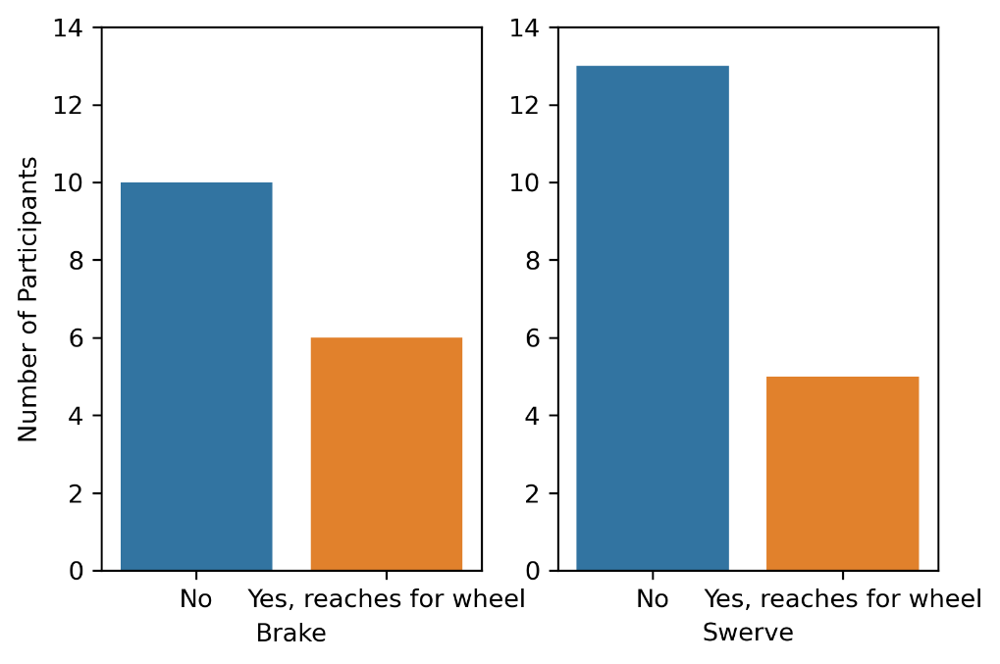 Number of Participants
14
12
10
8
6
4
2
0
No
Yes, reaches for wheel
Brake
14
12
10
8
6
4
2
0
No
Yes, reaches for wheel
Swerve